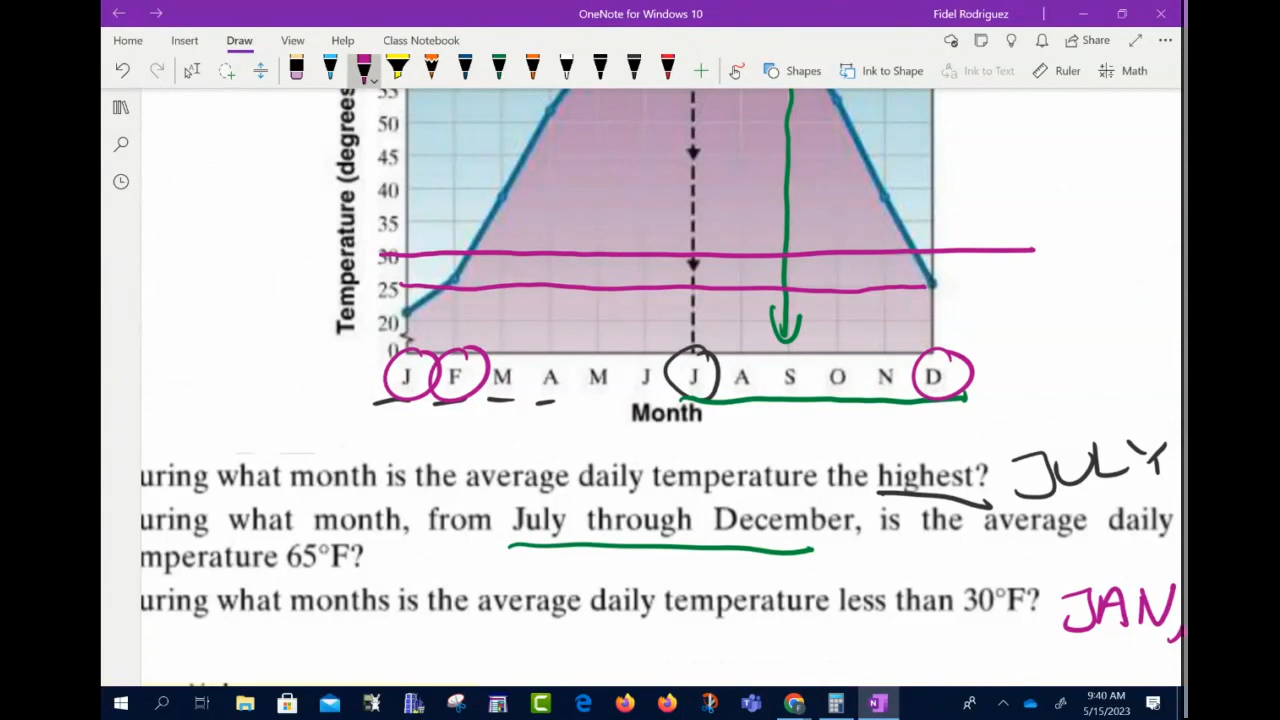 OneNote for Windows 10
Fidel Rodriguez
Home Insert Draw View Help Class Notebook
Share
Shapes Ink to Shape Ink to Text Ruler Math
Temperature (degrees
55
50
45
40
35
30
25
20
0
J F M A M J J A S O N D
Month
uring what month is the average daily temperature the highest? JULY
uring what month, from July through December, is the average daily
mperature 65°F?
uring what months is the average daily temperature less than 30°F? JAN,
9:40 AM
5/15/2023